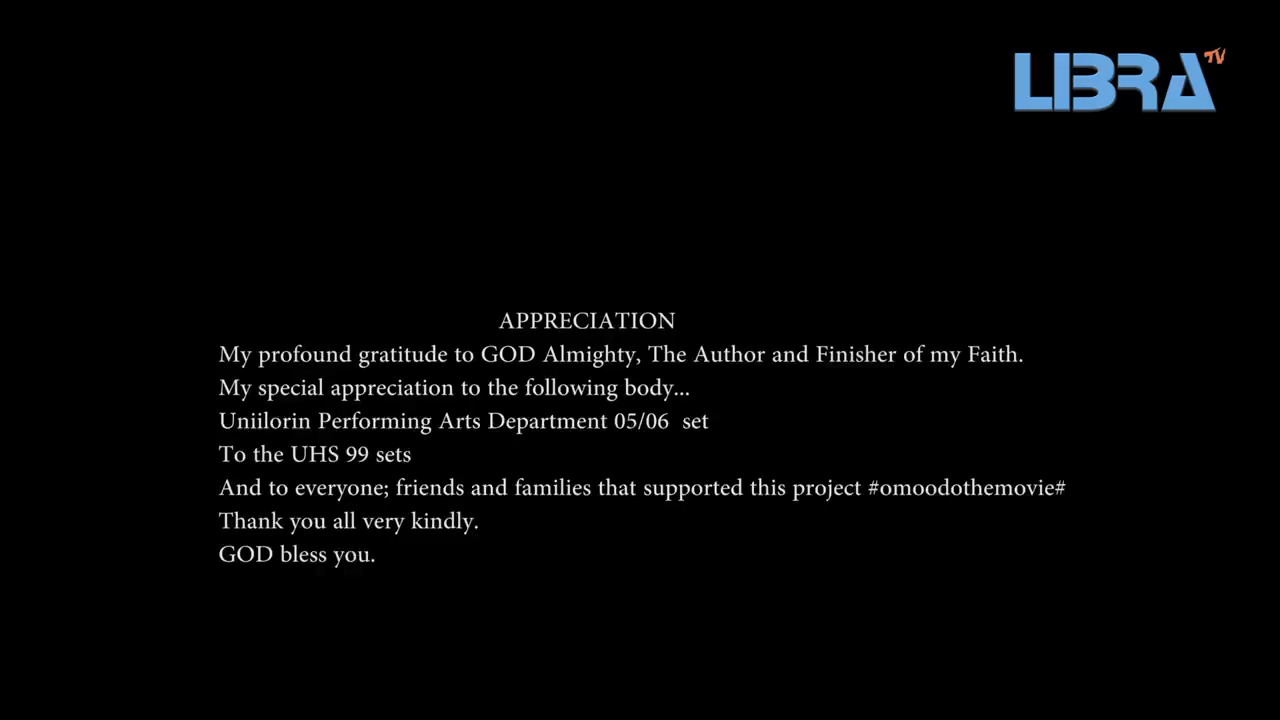 LIBRA TV
APPRECIATION
My profound gratitude to GOD Almighty, The Author and Finisher of my Faith.
My special appreciation to the following body...
Uniilorin Performing Arts Department 05/06 set
To the UHS 99 sets
And to everyone; friends and families that supported this project #omoodothemovie#
Thank you all very kindly.
GOD bless you.